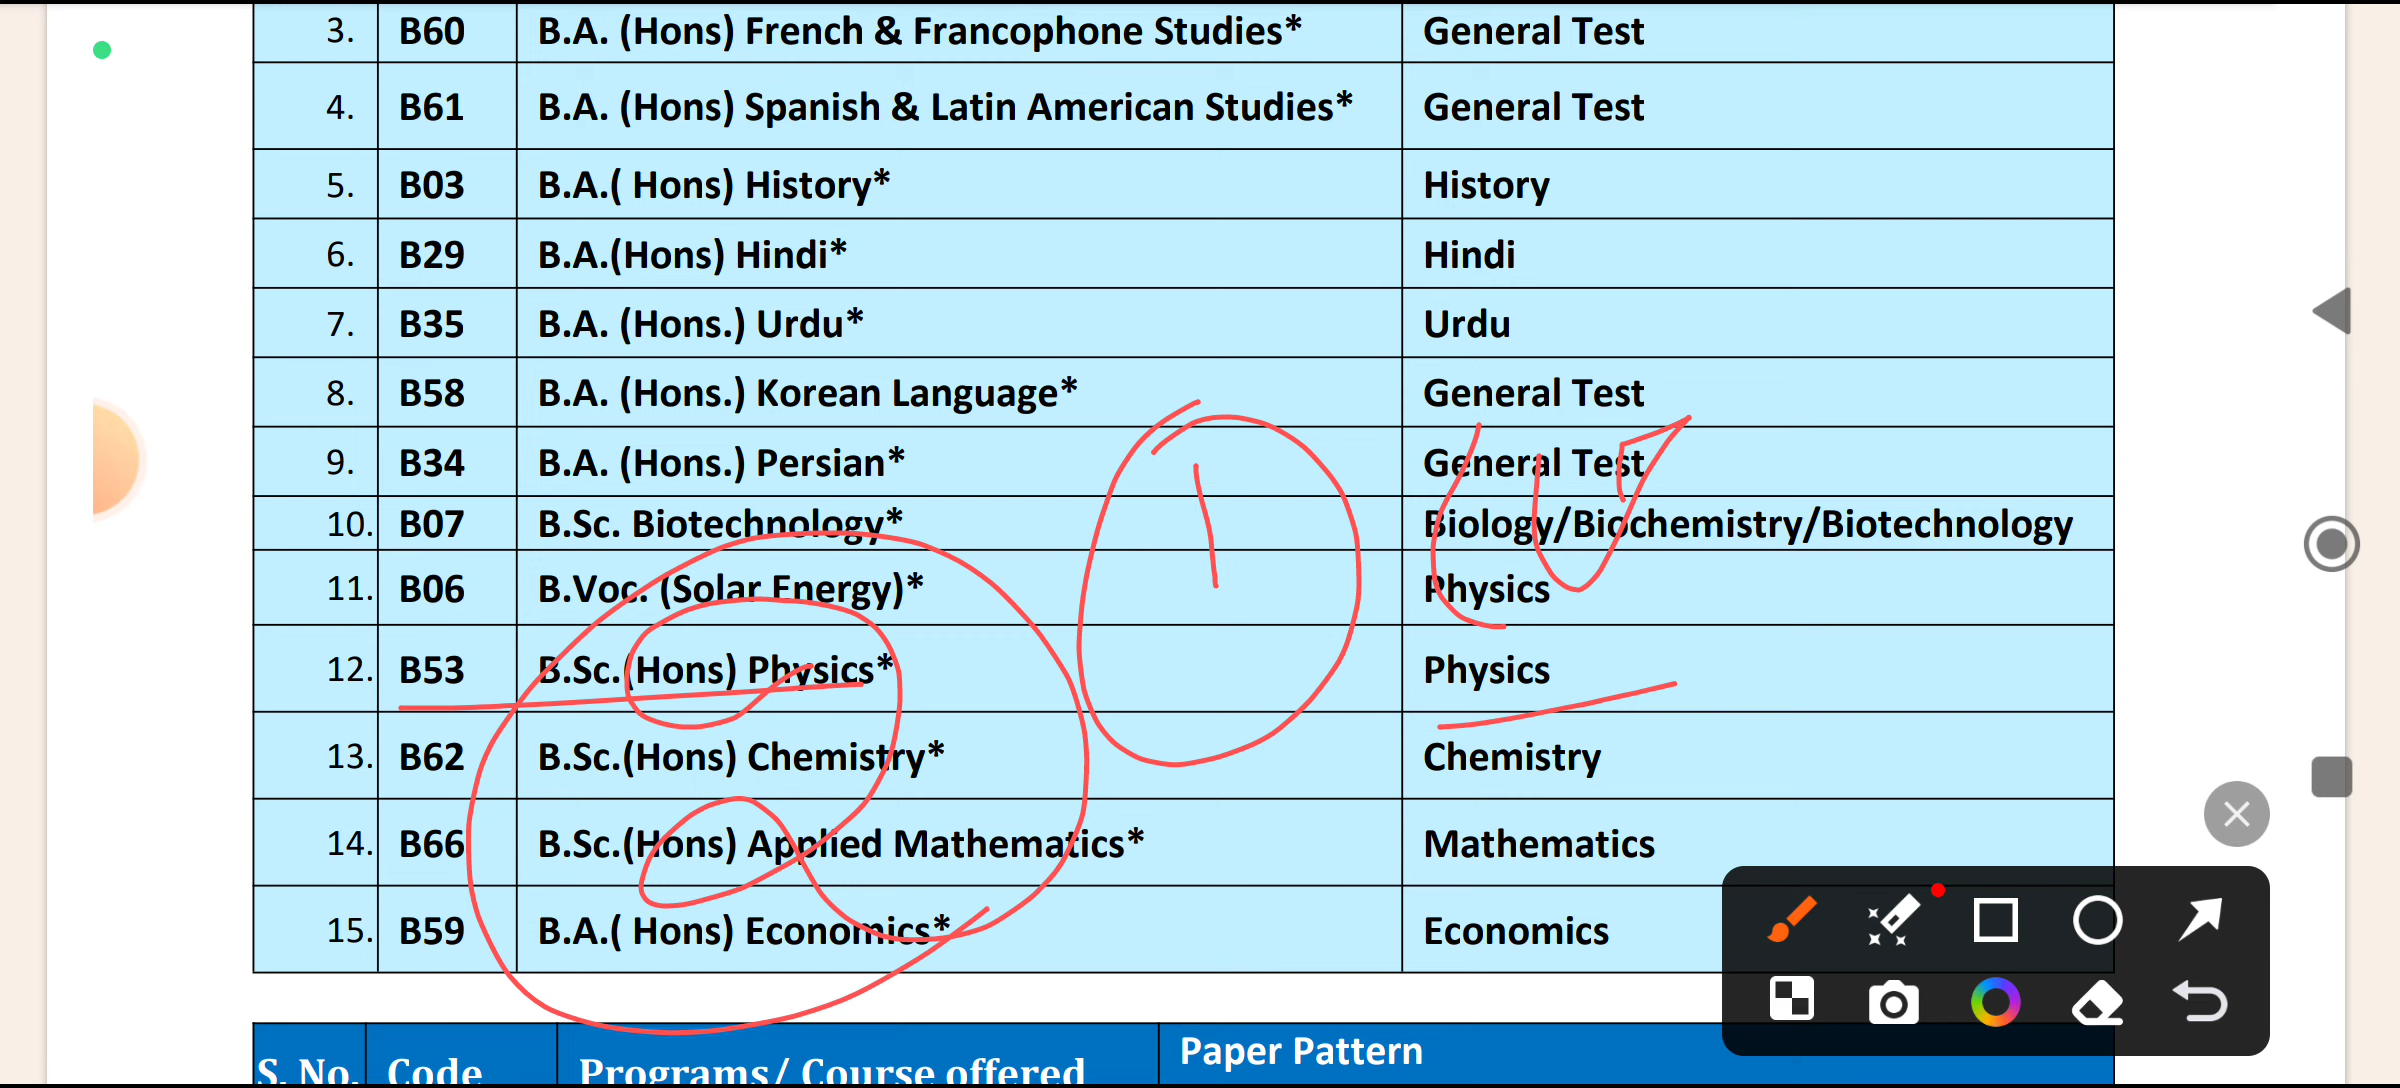 3. B60 B.A. (Hons) French & Francophone Studies* General Test
4. B61 B.A. (Hons) Spanish & Latin American Studies* General Test
5. B03 B.A.( Hons) History* History
6. B29 B.A.(Hons) Hindi* Hindi
7. B35 B.A. (Hons.) Urdu* Urdu
8. B58 B.A. (Hons.) Korean Language* General Test
9. B34 B.A. (Hons.) Persian* General Test
10. B07 B.Sc. Biotechnology* Biology/Biochemistry/Biotechnology
11. B06 B.Voc. (Solar Energy)* Physics
12. B53 B.Sc.(Hons) Physics* Physics
13. B62 B.Sc.(Hons) Chemistry* Chemistry
14. B66 B.Sc.(Hons) Applied Mathematics* Mathematics
15. B59 B.A.( Hons) Economics* Economics
S. No. Code Programs/ Course offered Paper Pattern